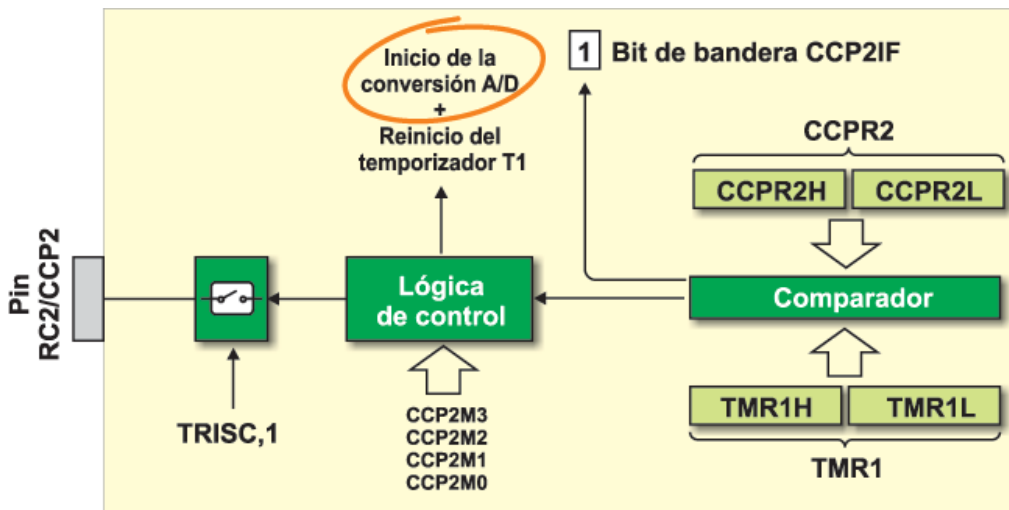 Inicio de la
conversión A/D
+
Reinicio del
temporizador T1
1 Bit de bandera CCP2IF
CCPR2
CCPR2H CCPR2L
Pin
RC2/CCP2
Lógica
de control
Comparador
TRISC,1
CCP2M3
CCP2M2
CCP2M1
CCP2M0
TMR1H TMR1L
TMR1